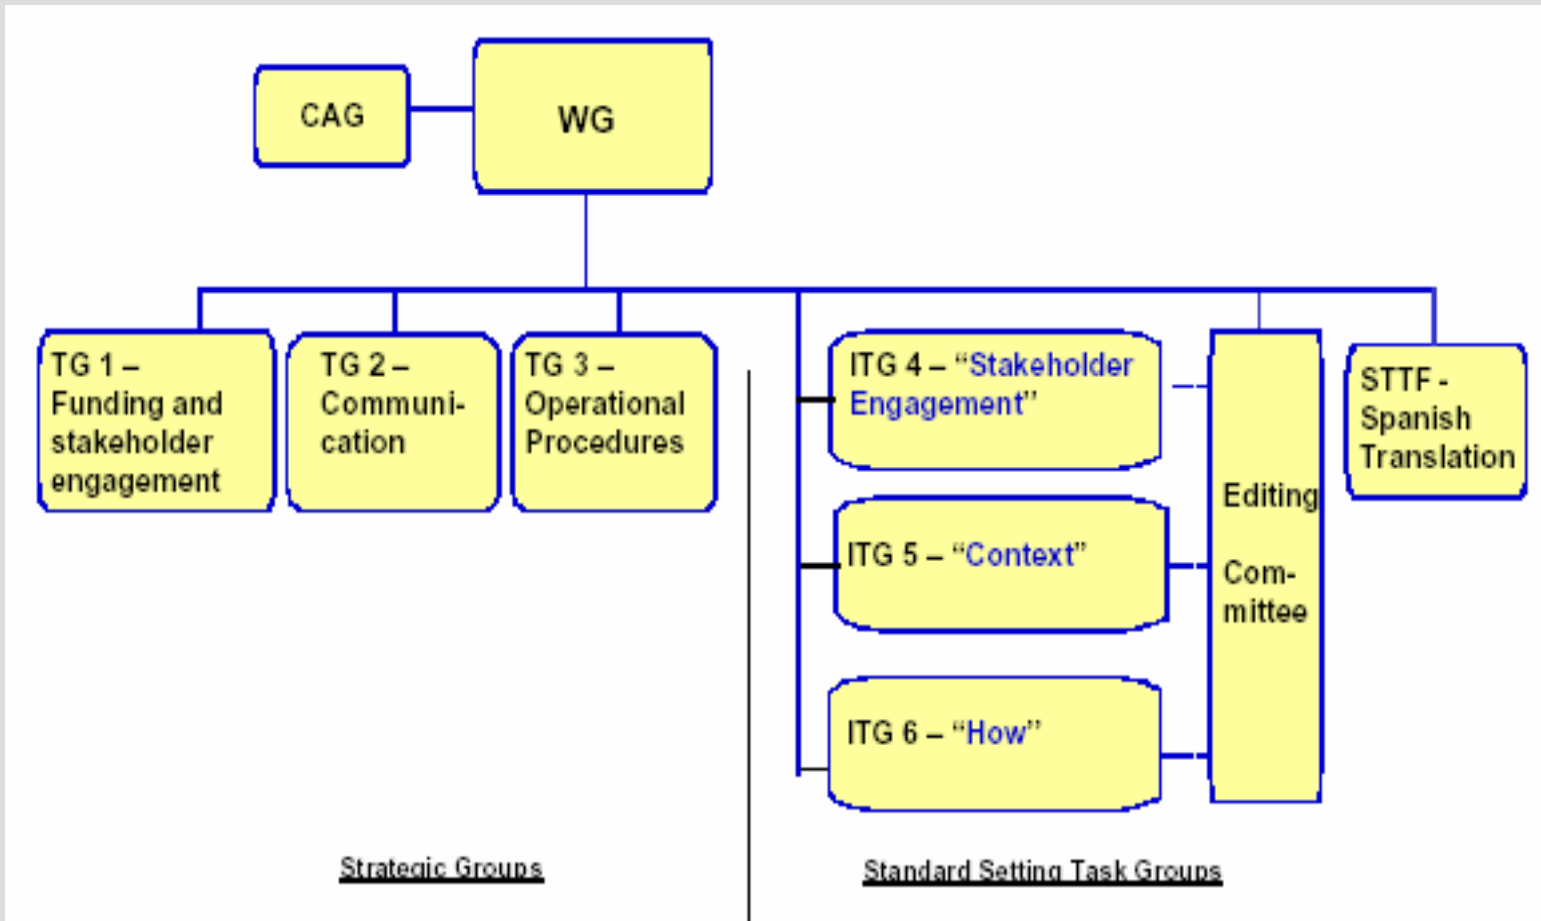 CAG
WG
TG 1 –
Funding and
stakeholder
engagement
TG 2 –
Communi-
cation
TG 3 –
Operational
Procedures
ITG 4 – “Stakeholder
Engagement”
ITG 5 – “Context”
ITG 6 – “How”
Editing
Com-
mittee
STTF -
Spanish
Translation
Strategic Groups
Standard Setting Task Groups